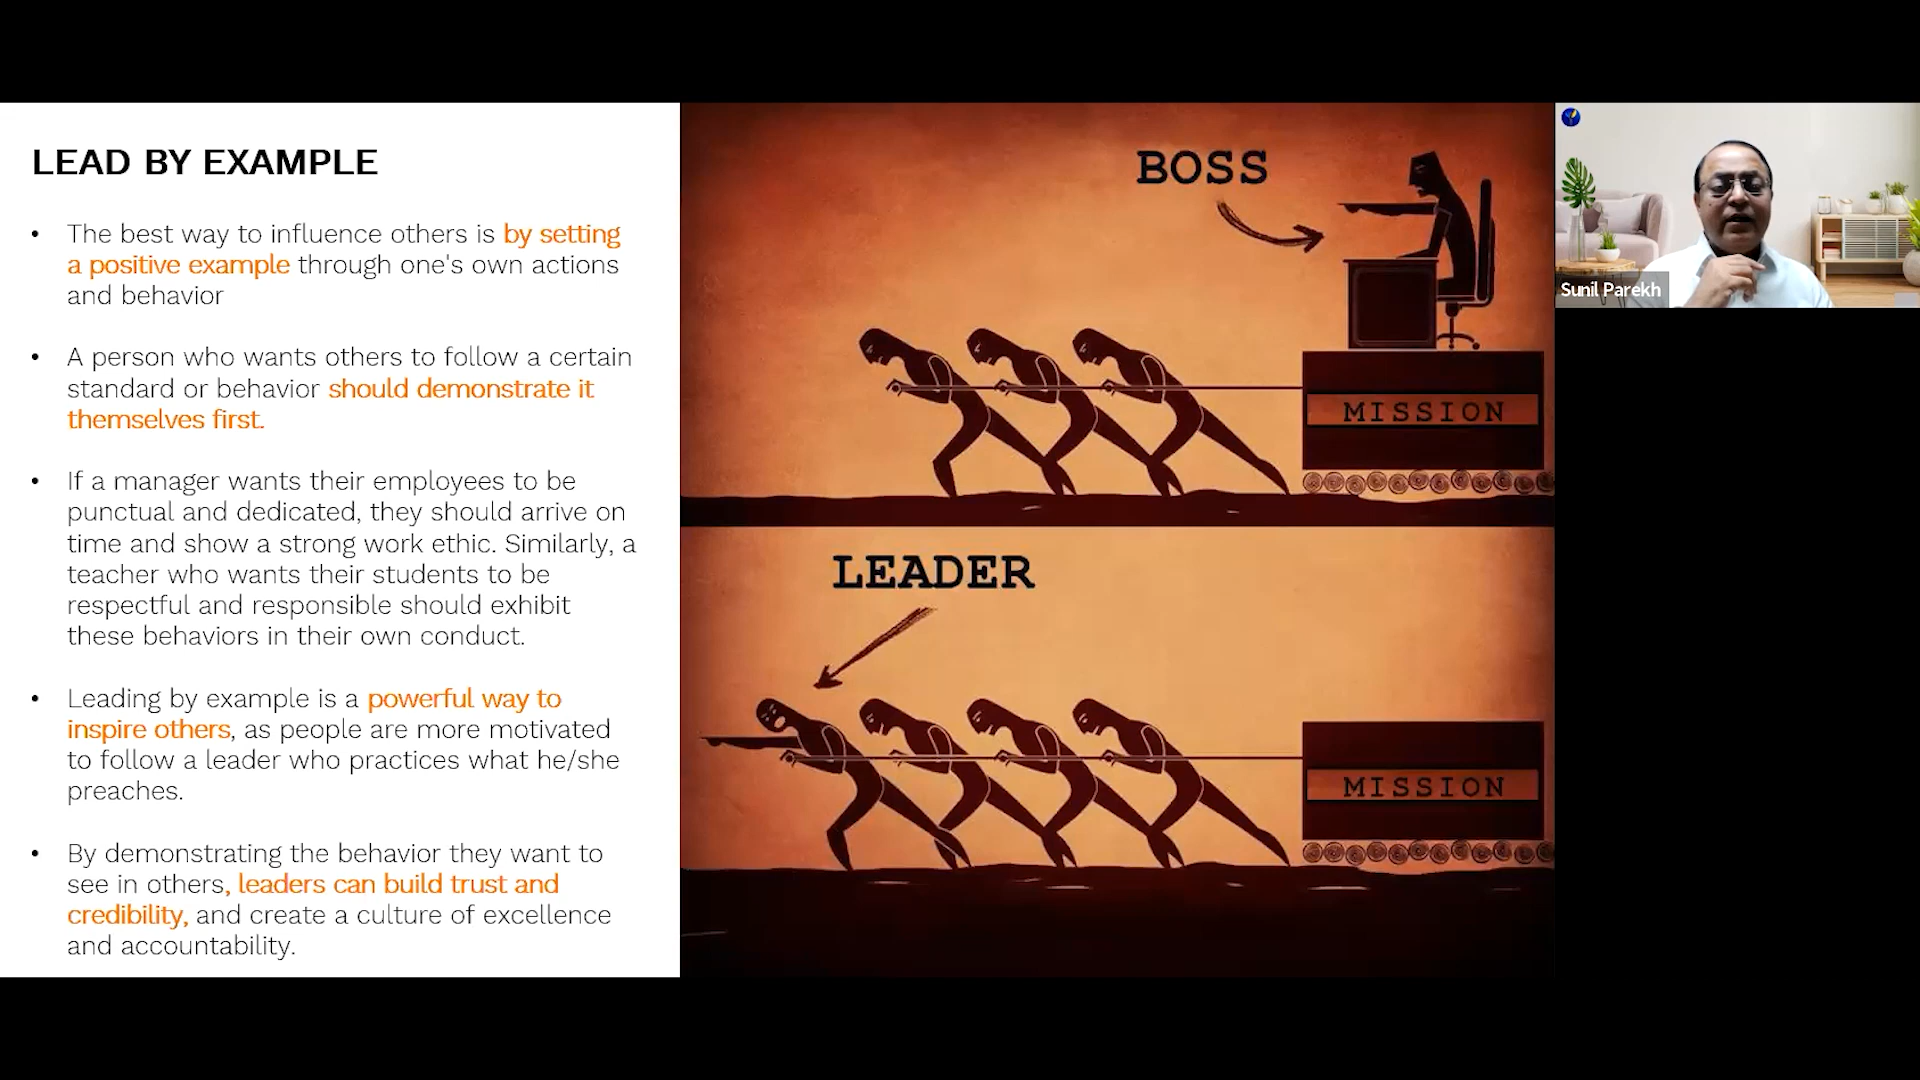 LEAD BY EXAMPLE
• The best way to influence others is by setting
a positive example through one's own actions
and behavior
• A person who wants others to follow a certain
standard or behavior should demonstrate it
themselves first.
• If a manager wants their employees to be
punctual and dedicated, they should arrive on
time and show a strong work ethic. Similarly, a
teacher who wants their students to be
respectful and responsible should exhibit
these behaviors in their own conduct.
• Leading by example is a powerful way to
inspire others, as people are more motivated
to follow a leader who practices what he/she
preaches.
• By demonstrating the behavior they want to
see in others, leaders can build trust and
credibility, and create a culture of excellence
and accountability.
BOSS
MISSION
LEADER
MISSION
Sunil Parekh